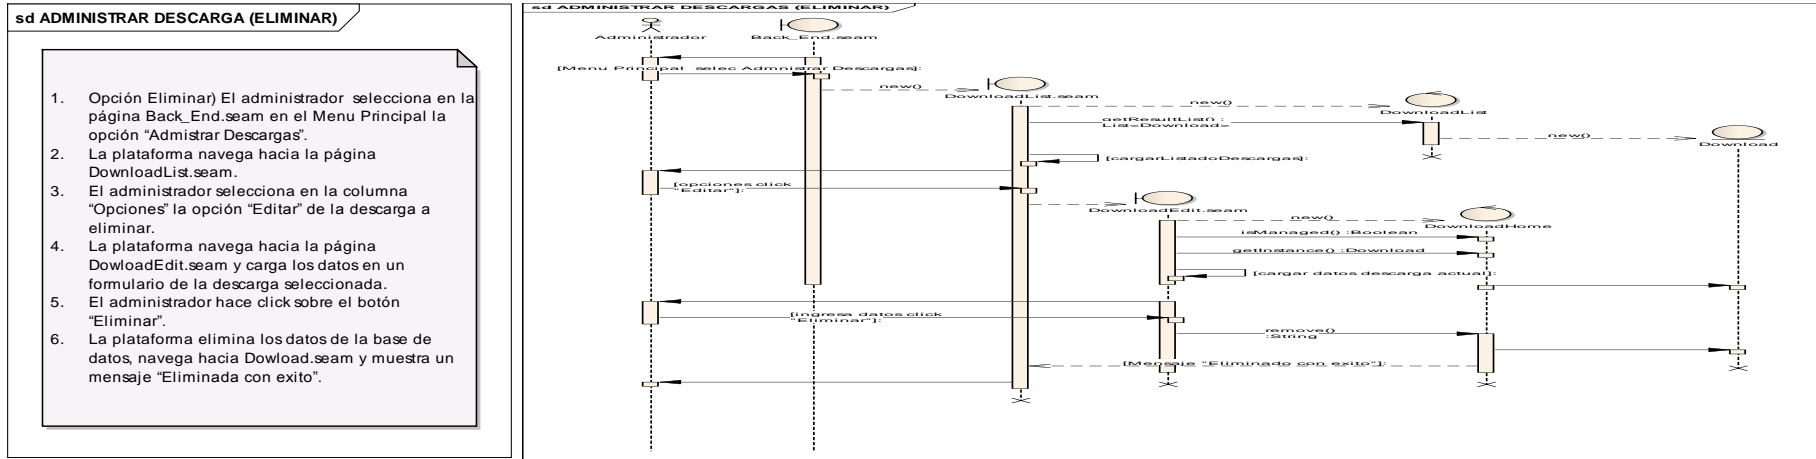 sd ADMINISTRAR DESCARGA (ELIMINAR)
1. Opción Eliminar) El administrador selecciona en la
página Back_End.seam en el Menu Principal la
opción “Admistrar Descargas”.
2. La plataforma navega hacia la página
DownloadList.seam.
3. El administrador selecciona en la columna
“Opciones” la opción “Editar” de la descarga a
eliminar.
4. La plataforma navega hacia la página
DowloadEdit.seam y carga los datos en un
formulario de la descarga seleccionada.
5. El administrador hace click sobre el botón
“Eliminar”.
6. La plataforma elimina los datos de la base de
datos, navega hacia Dowload.seam y muestra un
mensaje “Eliminada con exito”.
sd ADMINISTRAR DESCARGAS (ELIMINAR)
Administrador
Back_End.seam
[Menu Principal selec Admnistrar Descargas]:
new()
DownloadList.seam
new()
DownloadList
getResultList() :
List<Download>
new()
Download
[cargarListadoDescargas]:
[opciones click
"Editar"]:
DownloadEdit.seam
new()
DownloadHome
isManaged() :Boolean
getInstance() :Download
[cargar datos descarga actual]:
[ingresa datos click
"Eliminar"]:
remove()
:String
[Mensaje "Eliminado con exito"]: